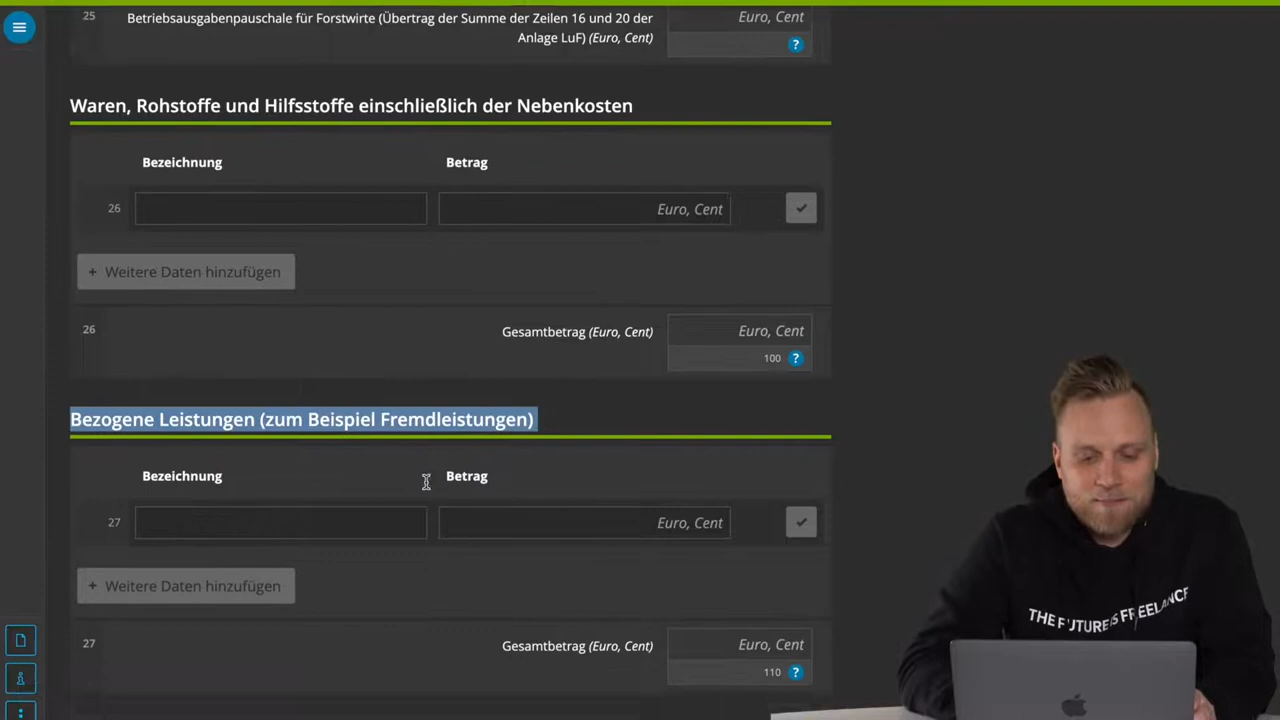 25
Betriebsausgabenpauschale für Forstwirte (Übertrag der Summe der Zeilen 16 und 20 der
Anlage LuF) (Euro, Cent)
Euro, Cent
?
Waren, Rohstoffe und Hilfsstoffe einschließlich der Nebenkosten
Bezeichnung Betrag
26 Euro, Cent
+ Weitere Daten hinzufügen
26 Gesamtbetrag (Euro, Cent) Euro, Cent
100 ?
Bezogene Leistungen (zum Beispiel Fremdleistungen)
Bezeichnung Betrag
27 Euro, Cent
+ Weitere Daten hinzufügen
27 Gesamtbetrag (Euro, Cent) Euro, Cent
110 ?
THE FUTURE IS FREELANCE